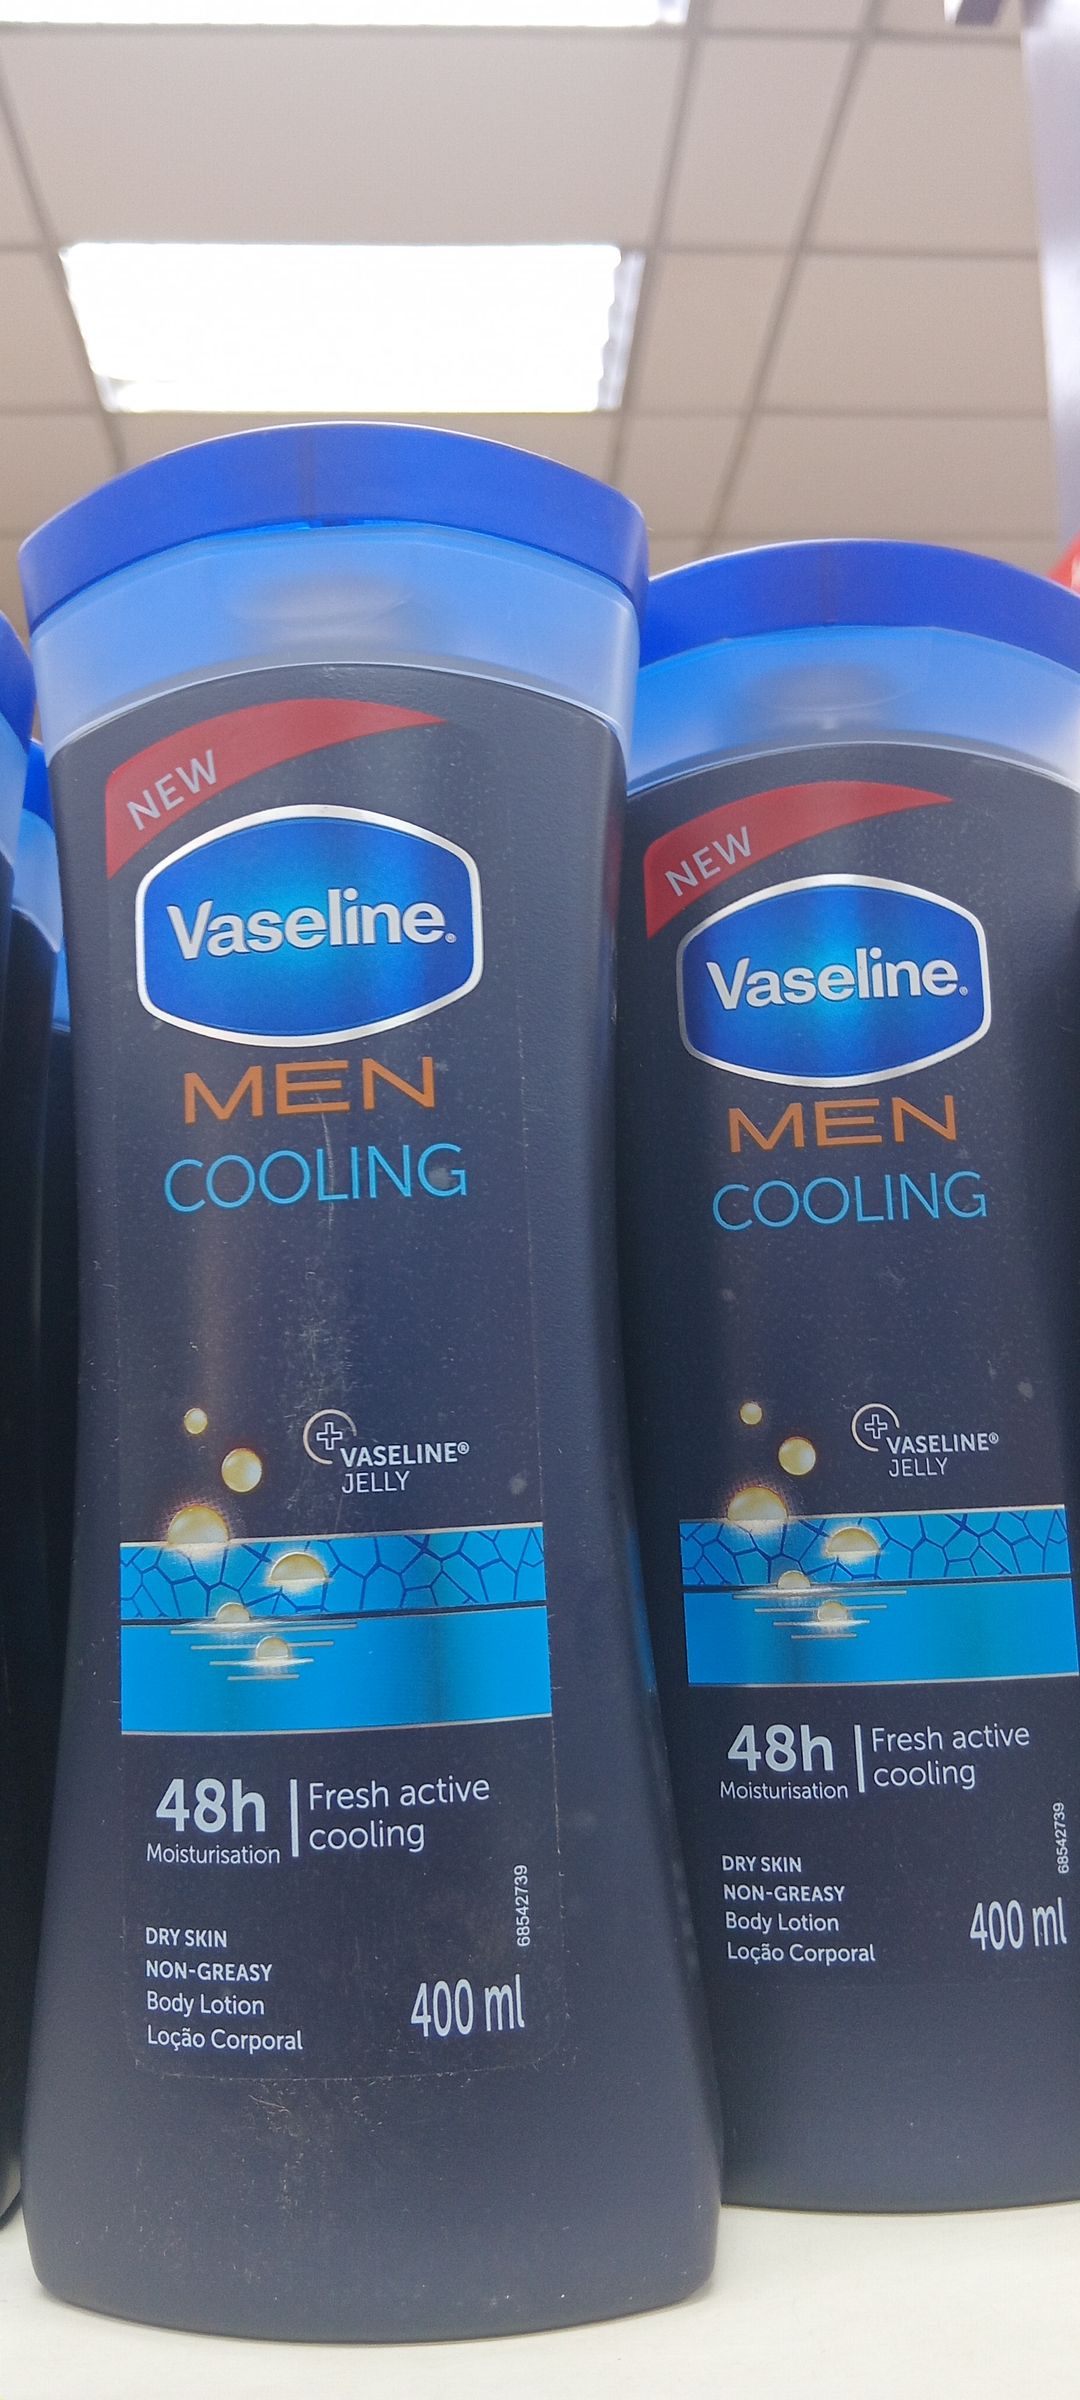 NEW
Vaseline®
MEN
COOLING
VASELINE®
JELLY
48h
Moisturisation
Fresh active
cooling
68542739
DRY SKIN
NON-GREASY
Body Lotion
Loção Corporal
400 ml
NEW
Vaseline®
MEN
COOLING
VASELINE®
JELLY
48h
Moisturisation
Fresh active
cooling
68542739
DRY SKIN
NON-GREASY
Body Lotion
Loção Corporal
400 ml